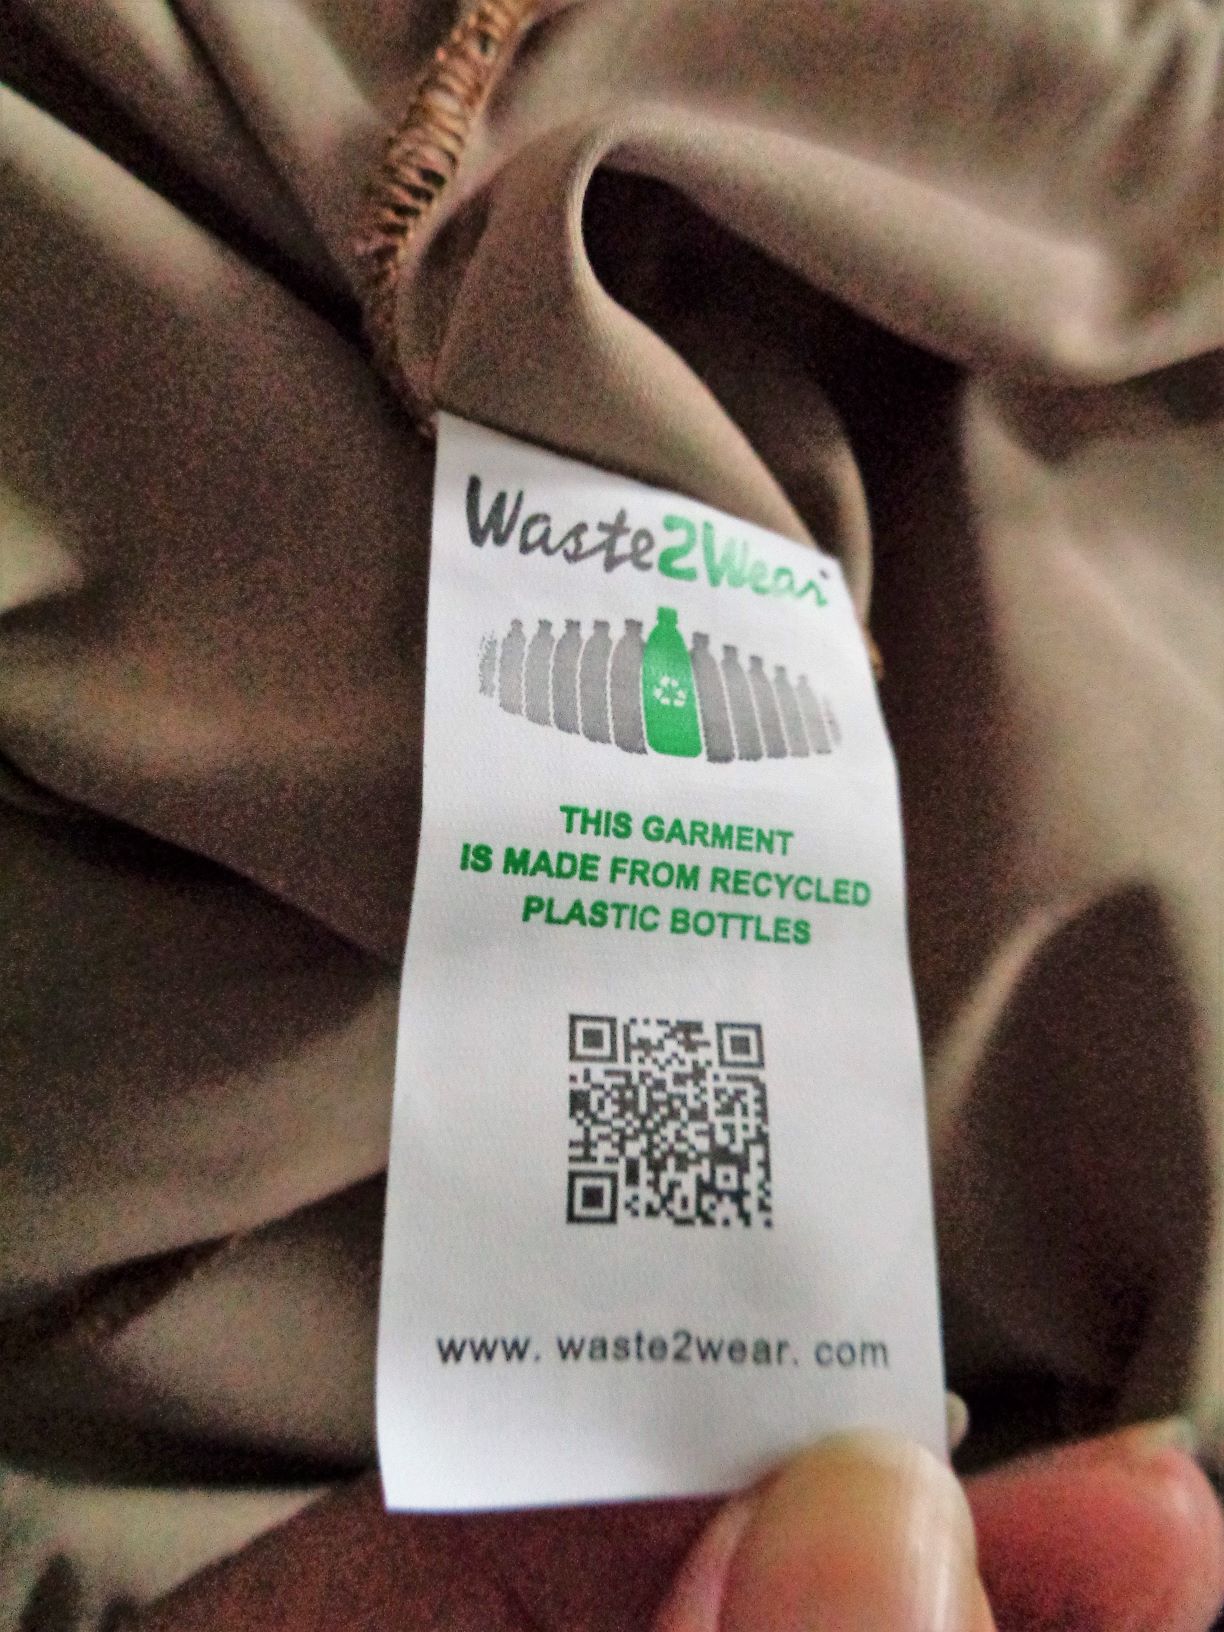 Waste2Wear
THIS GARMENT
IS MADE FROM RECYCLED
PLASTIC BOTTLES
www. waste2wear. com